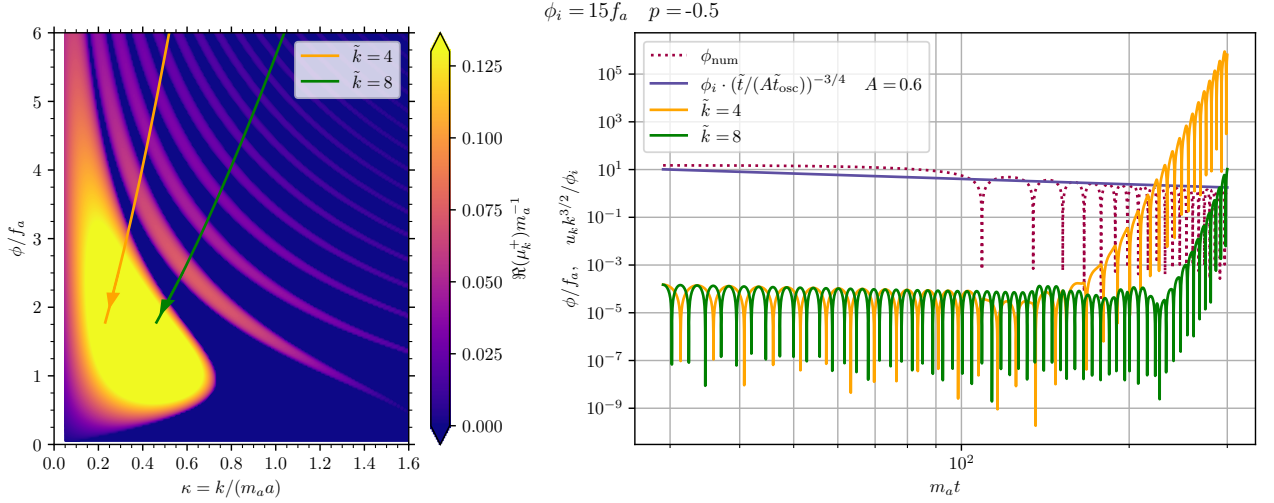 ϕ_i = 15f_a p = -0.5
ϕ/f_a
6
5
4
3
2
1
0
k̃ = 4
k̃ = 8
0.0 0.2 0.4 0.6 0.8 1.0 1.2 1.4 1.6
κ = k/(m_a a)
0.125
0.100
0.075
0.050
0.025
0.000
ℜ(μ_k^+)m_a^{-1}
ϕ/f_a, u_k k^{3/2}/ϕ_i
10^5
10^3
10^1
10^{-1}
10^{-3}
10^{-5}
10^{-7}
10^{-9}
ϕ_num
ϕ_i · (t̃/(At̃_osc))^{-3/4} A = 0.6
k̃ = 4
k̃ = 8
10^2
m_a t